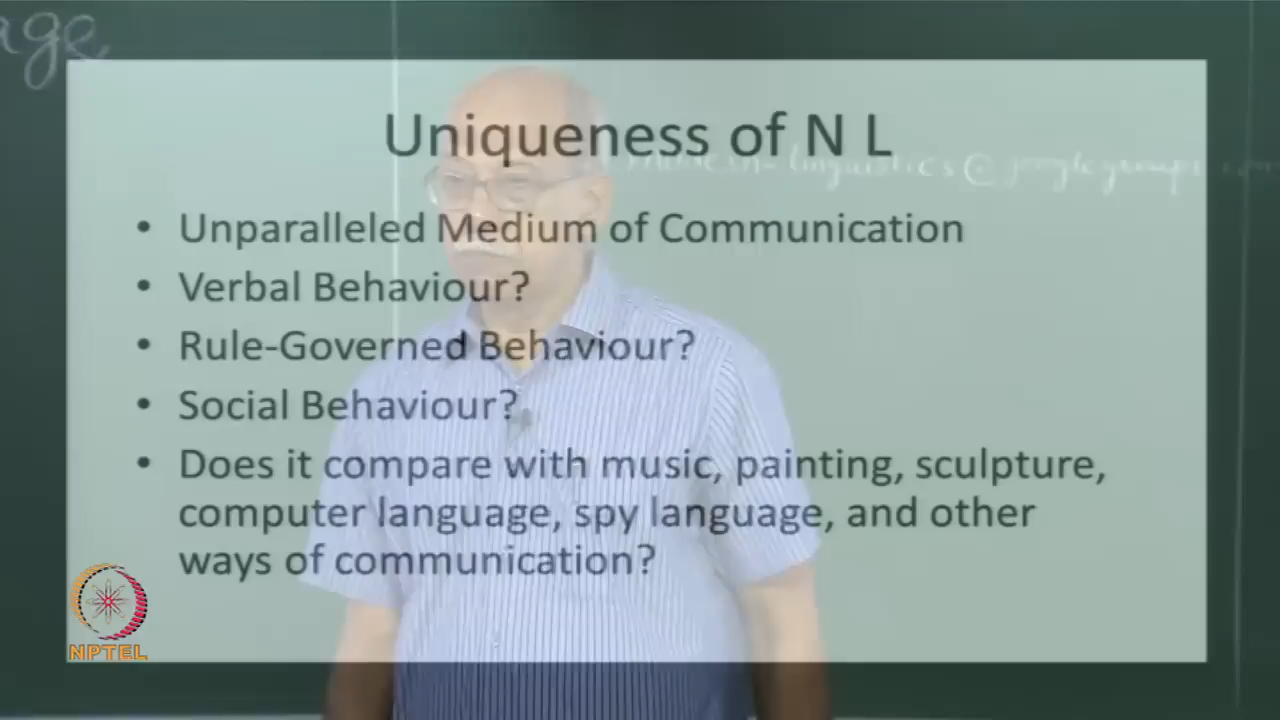 Uniqueness of N L
• Unparalleled Medium of Communication
• Verbal Behaviour?
• Rule-Governed Behaviour?
• Social Behaviour?
• Does it compare with music, painting, sculpture,
computer language, spy language, and other
ways of communication?
NPTEL